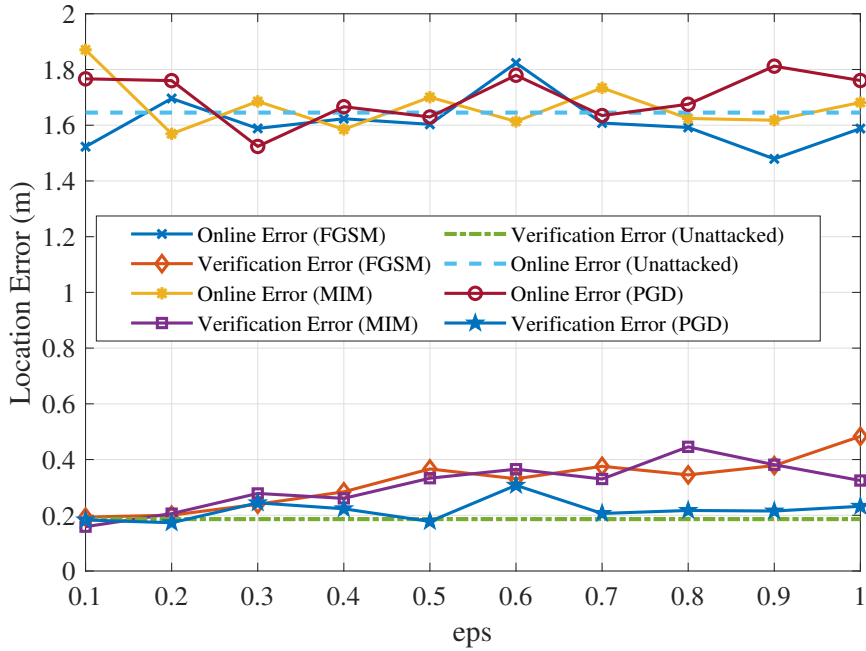 2
1.8
1.6
1.4
1.2
1
0.8
0.6
0.4
0.2
0
Location Error (m)
Online Error (FGSM)
Verification Error (FGSM)
Online Error (MIM)
Verification Error (MIM)
Verification Error (Unattacked)
Online Error (Unattacked)
Online Error (PGD)
Verification Error (PGD)
0.1 0.2 0.3 0.4 0.5 0.6 0.7 0.8 0.9 1
eps